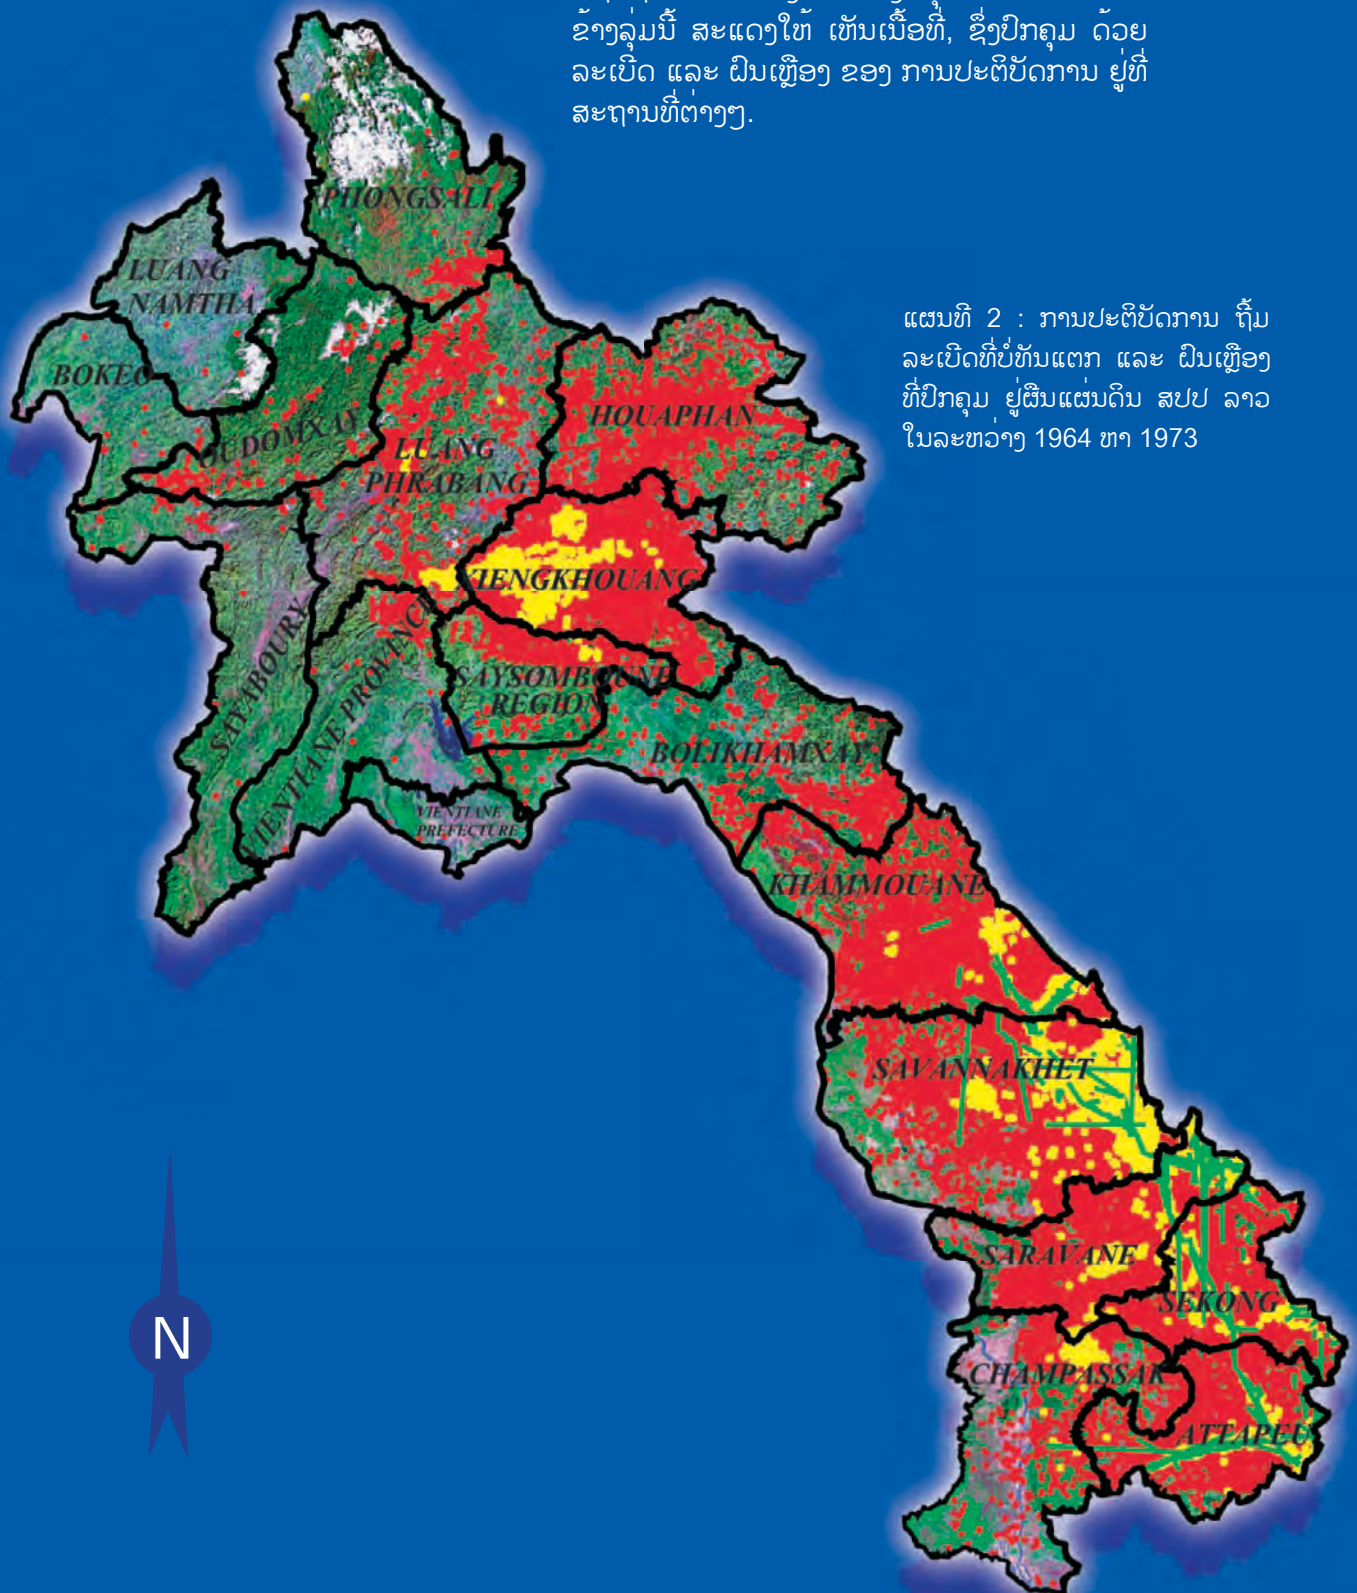 ຂ້າງລຸ່ມນີ້ ສະແດງໃຫ້ ເຫັນເນື້ອທີ່, ຊຶ່ງປົກຄຸມ ດ້ວຍ
ລະເບີດ ແລະ ຝົນເຫຼືອງ ຂອງ ການປະຕິບັດການ ຢູ່ທີ່
ສະຖານທີ່ຕ່າງໆ.
PHONGSALI
LUANG
NAMTHA
ແຜນທີ 2 : ການປະຕິບັດການ ຖິ້ມ
ລະເບີດທີ່ບໍ່ທັນແຕກ ແລະ ຝົນເຫຼືອງ
ທີ່ປົກຄຸມ ຢູ່ຜືນແຜ່ນດິນ ສປປ ລາວ
ໃນລະຫວ່າງ 1964 ຫາ 1973
BOKEO
OUDOMXAY
HOUAPHAN
LUANG
PHRABANG
XIENGKHOUANG
SAYABOURY
VIENTIANE PROVANCE
SAYSOMBOUNE
REGION
BOLIKHAMXAY
VIENTIANE
PREFECTURE
KHAMMOUANE
SAVANNAKHET
SARAVANE
SEKONG
N
CHAMPASSAK
ATTAPEU